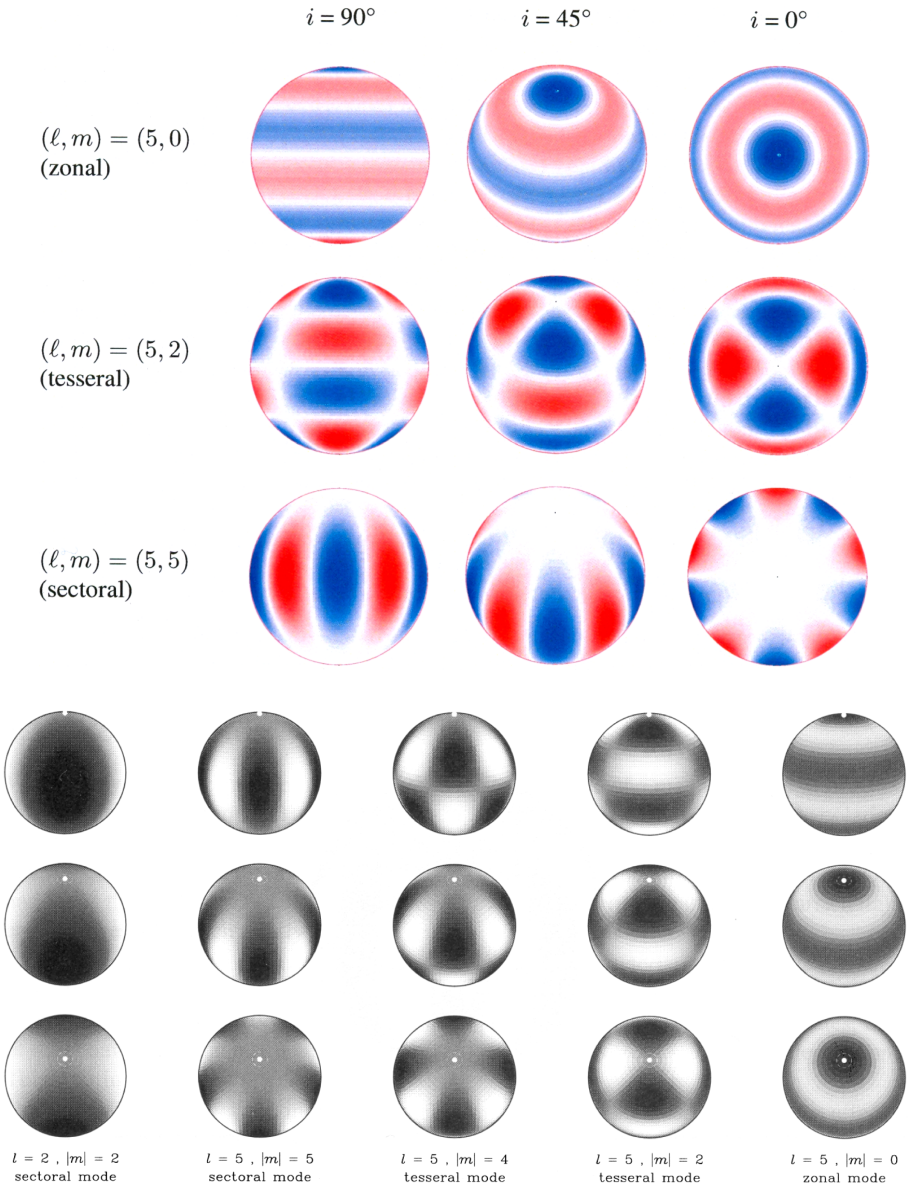 i = 90° i = 45° i = 0°
(ℓ, m) = (5, 0)
(zonal)
(ℓ, m) = (5, 2)
(tesseral)
(ℓ, m) = (5, 5)
(sectoral)
l = 2 , |m| = 2 l = 5 , |m| = 5 l = 5 , |m| = 4 l = 5 , |m| = 2 l = 5 , |m| = 0
sectoral mode sectoral mode tesseral mode tesseral mode zonal mode